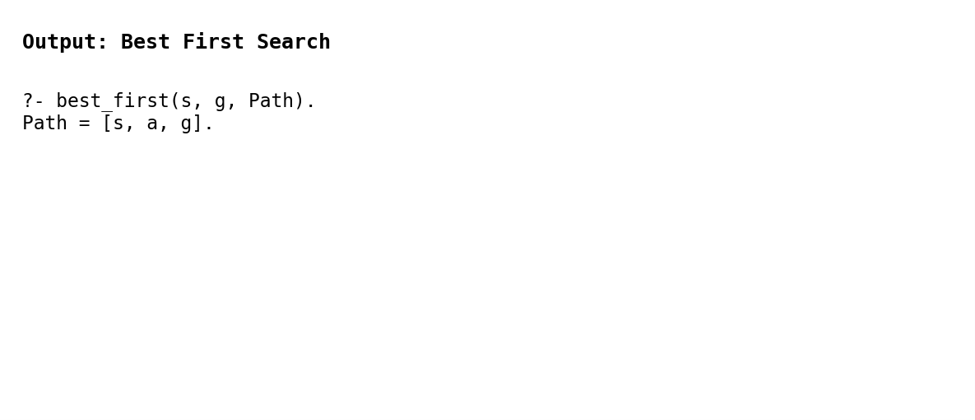 Output: Best First Search
?- best_first(s, g, Path).
Path = [s, a, g].